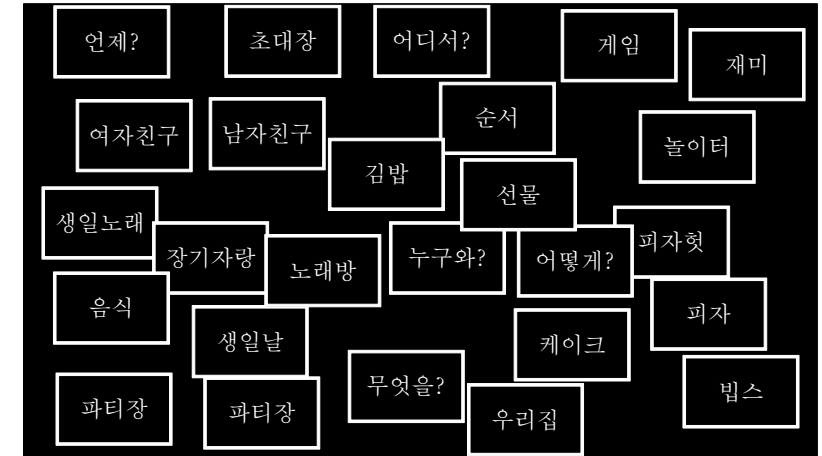 언제?
초대장
어디서?
게임
재미
여자친구
남자친구
순서
놀이터
김밥
선물
생일노래
장기자랑
노래방
누구와?
어떻게?
피자헛
음식
생일날
케이크
피자
파티장
파티장
무엇을?
우리집
빕스